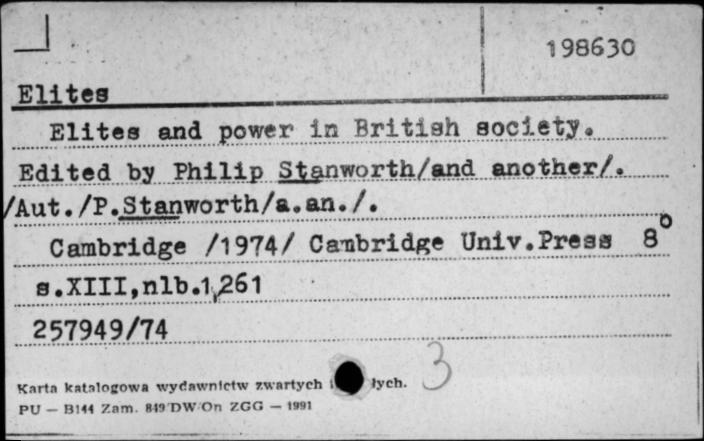 198630
Elites
Elites and power in British society.
Edited by Philip Stanworth/and another/.
/Aut./P.Stanworth/a.an./.
Cambridge /1974/ Cambridge Univ.Press 8°
s.XIII,nlb.1,261
257949/74
3
Karta katalogowa wydawnictw zwartych łych.
PU — B144 Zam. 849 DW/On ZGG — 1991